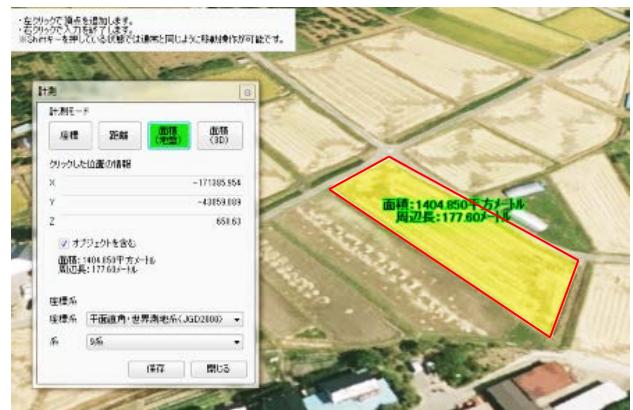 ・左クリックで頂点を追加します。
・右クリックで入力を終了します。
※Shiftキーを押している状態では通常と同じように移動操作が可能です。
計測
計測モード
座標
距離
面積
(地盤)
面積
(3D)
クリックした位置の情報
X -171385.954
Y -43059.089
Z 658.63
オブジェクトを含む
面積:1404.850平方メートル
周辺長:177.60メートル
座標系
座標系 平面直角・世界測地系(JGD2000)
系 9系
保存
閉じる
面積:1404.850平方メートル
周辺長:177.60メートル